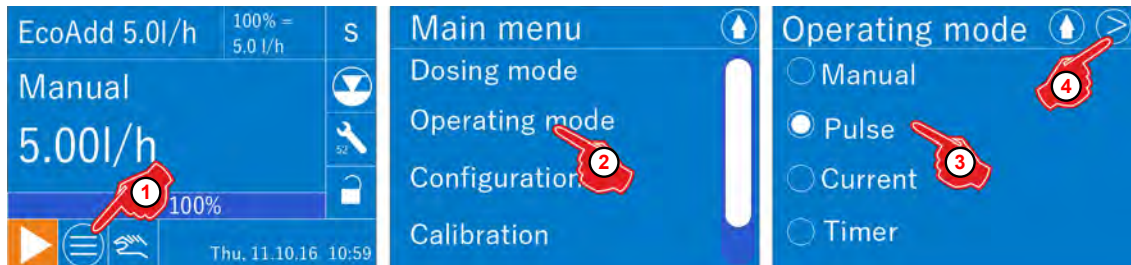 EcoAdd 5.0l/h
100% =
5.0 l/h
S
Manual
5.00l/h
52
1
100%
Thu, 11.10.16 10:59
Main menu
Dosing mode
Operating mode
2
Configuration
Calibration
Operating mode
4
Manual
Pulse
3
Current
Timer